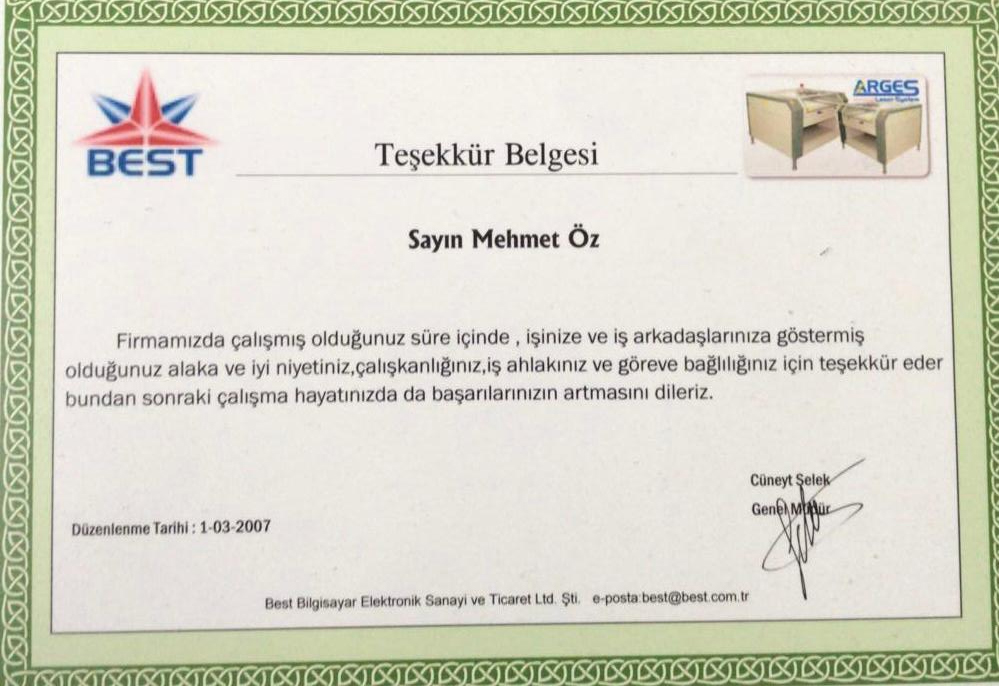 BEST
ARGES
Laser System
Teşekkür Belgesi
Sayın Mehmet Öz
Firmamızda çalışmış olduğunuz süre içinde , işinize ve iş arkadaşlarınıza göstermiş
olduğunuz alaka ve iyi niyetiniz,çalışkanlığınız,iş ahlakınız ve göreve bağlılığınız için teşekkür eder
bundan sonraki çalışma hayatınızda da başarılarınızın artmasını dileriz.
Cüneyt Selek
Genel Müdür
Düzenlenme Tarihi : 1-03-2007
Best Bilgisayar Elektronik Sanayi ve Ticaret Ltd. Şti. e-posta:best@best.com.tr